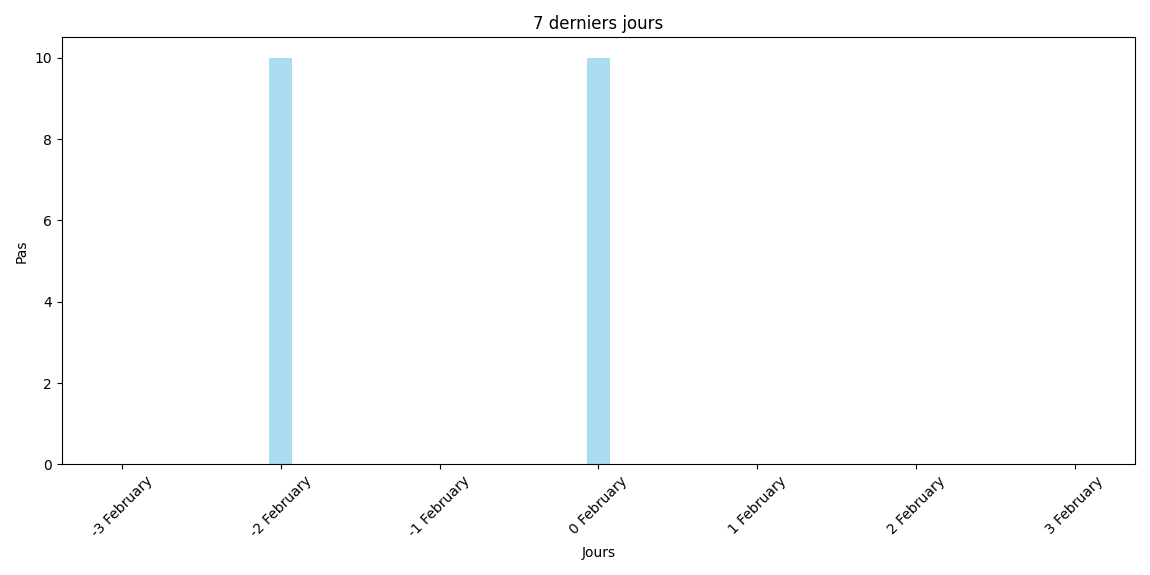 7 derniers jours
Pas
10
8
6
4
2
0
-3 February
-2 February
-1 February
0 February
1 February
2 February
3 February
Jours